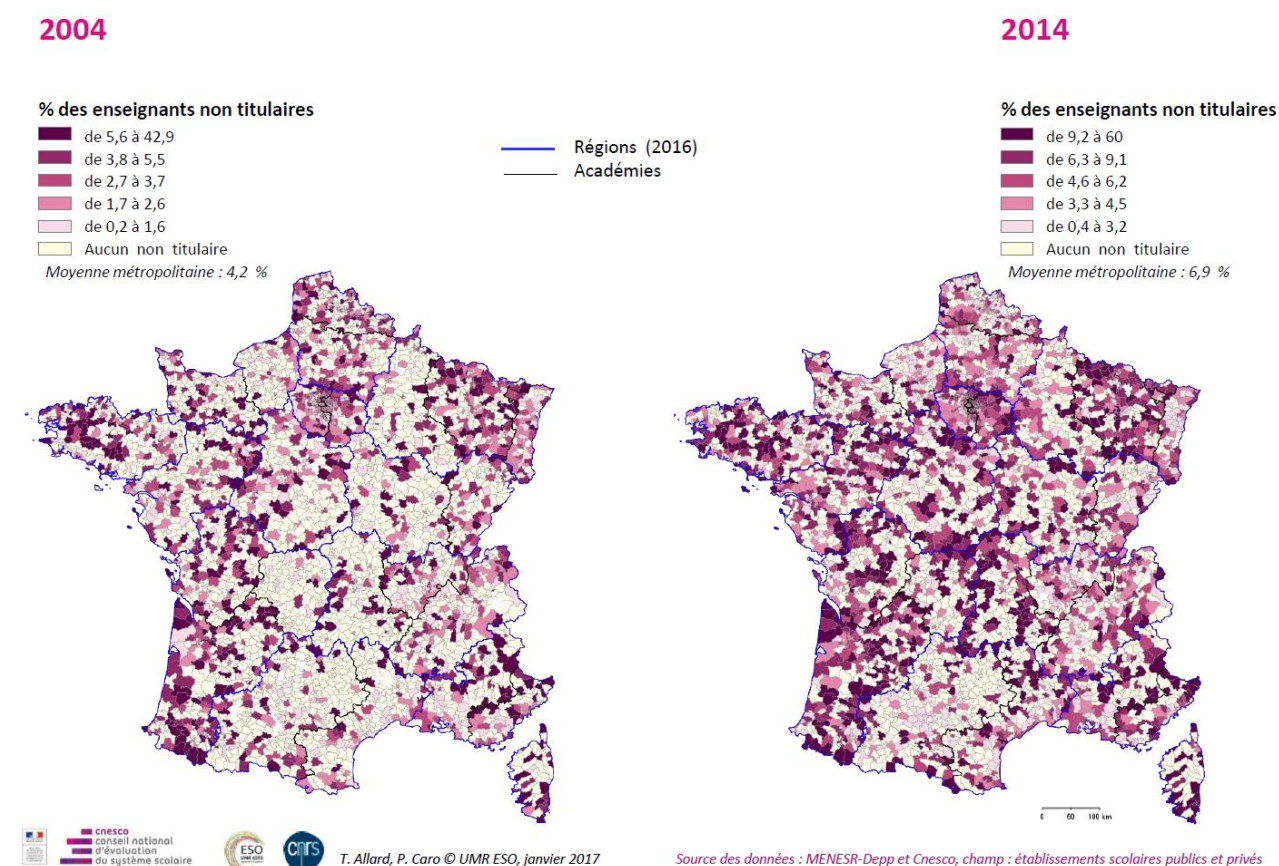 2004
2014
% des enseignants non titulaires
de 5,6 à 42,9
de 3,8 à 5,5
de 2,7 à 3,7
de 1,7 à 2,6
de 0,2 à 1,6
Aucun non titulaire
Moyenne métropolitaine : 4,2 %
Régions (2016)
Académies
% des enseignants non titulaires
de 9,2 à 60
de 6,3 à 9,1
de 4,6 à 6,2
de 3,3 à 4,5
de 0,4 à 3,2
Aucun non titulaire
Moyenne métropolitaine : 6,9 %
0 60 100 km
cnesco
conseil national
d'évaluation
du système scolaire
ESO
cnrs
T. Allard, P. Caro © UMR ESO, janvier 2017
Source des données : MENESR-Depp et Cnesco, champ : établissements scolaires publics et privés